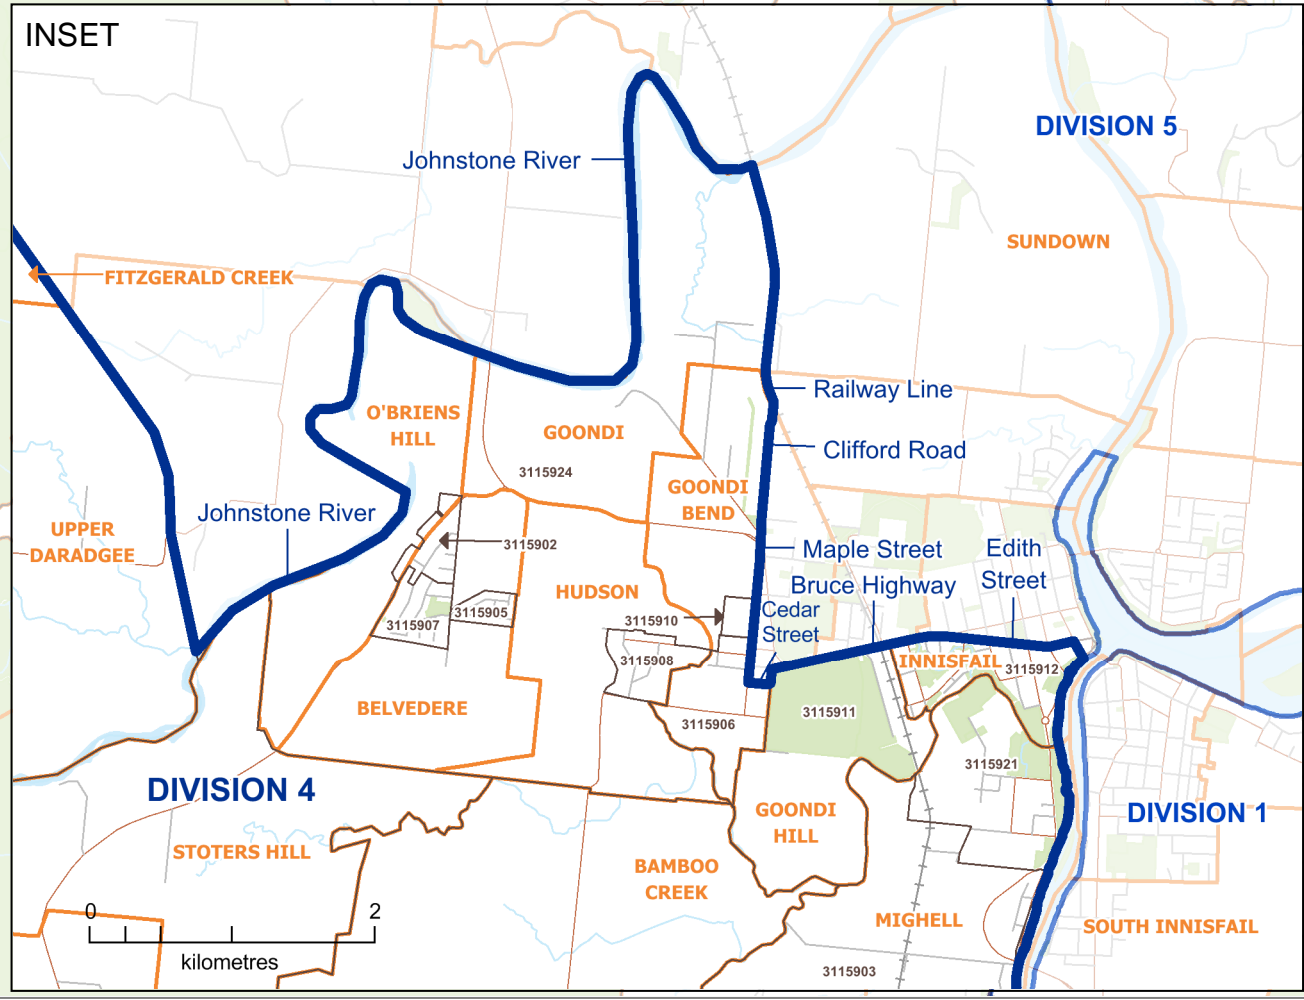 INSET
DIVISION 5
Johnstone River
SUNDOWN
FITZGERALD CREEK
Railway Line
O'BRIENS
HILL
GOONDI
Clifford Road
3115924
GOONDI
BEND
Johnstone River
UPPER
DARADGEE
3115902
Maple Street
Edith
Street
Bruce Highway
HUDSON
3115905
3115907
3115910
Cedar
Street
3115908
INNISFAIL
3115912
BELVEDERE
3115906
3115911
3115921
DIVISION 4
GOONDI
HILL
DIVISION 1
STOTERS HILL
BAMBOO
CREEK
0
2
kilometres
MIGHELL
SOUTH INNISFAIL
3115903